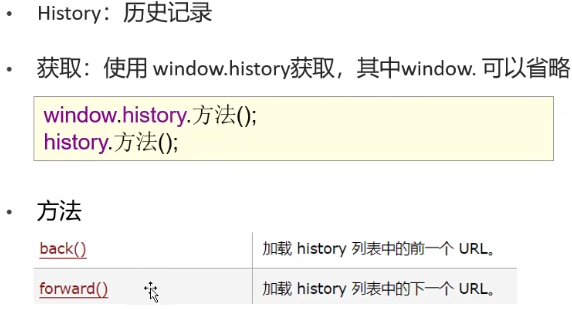 • History：历史记录
• 获取：使用 window.history获取，其中window. 可以省略
window.history.方法();
history.方法();
• 方法
back() 加载 history 列表中的前一个 URL。
forward() 加载 history 列表中的下一个 URL。